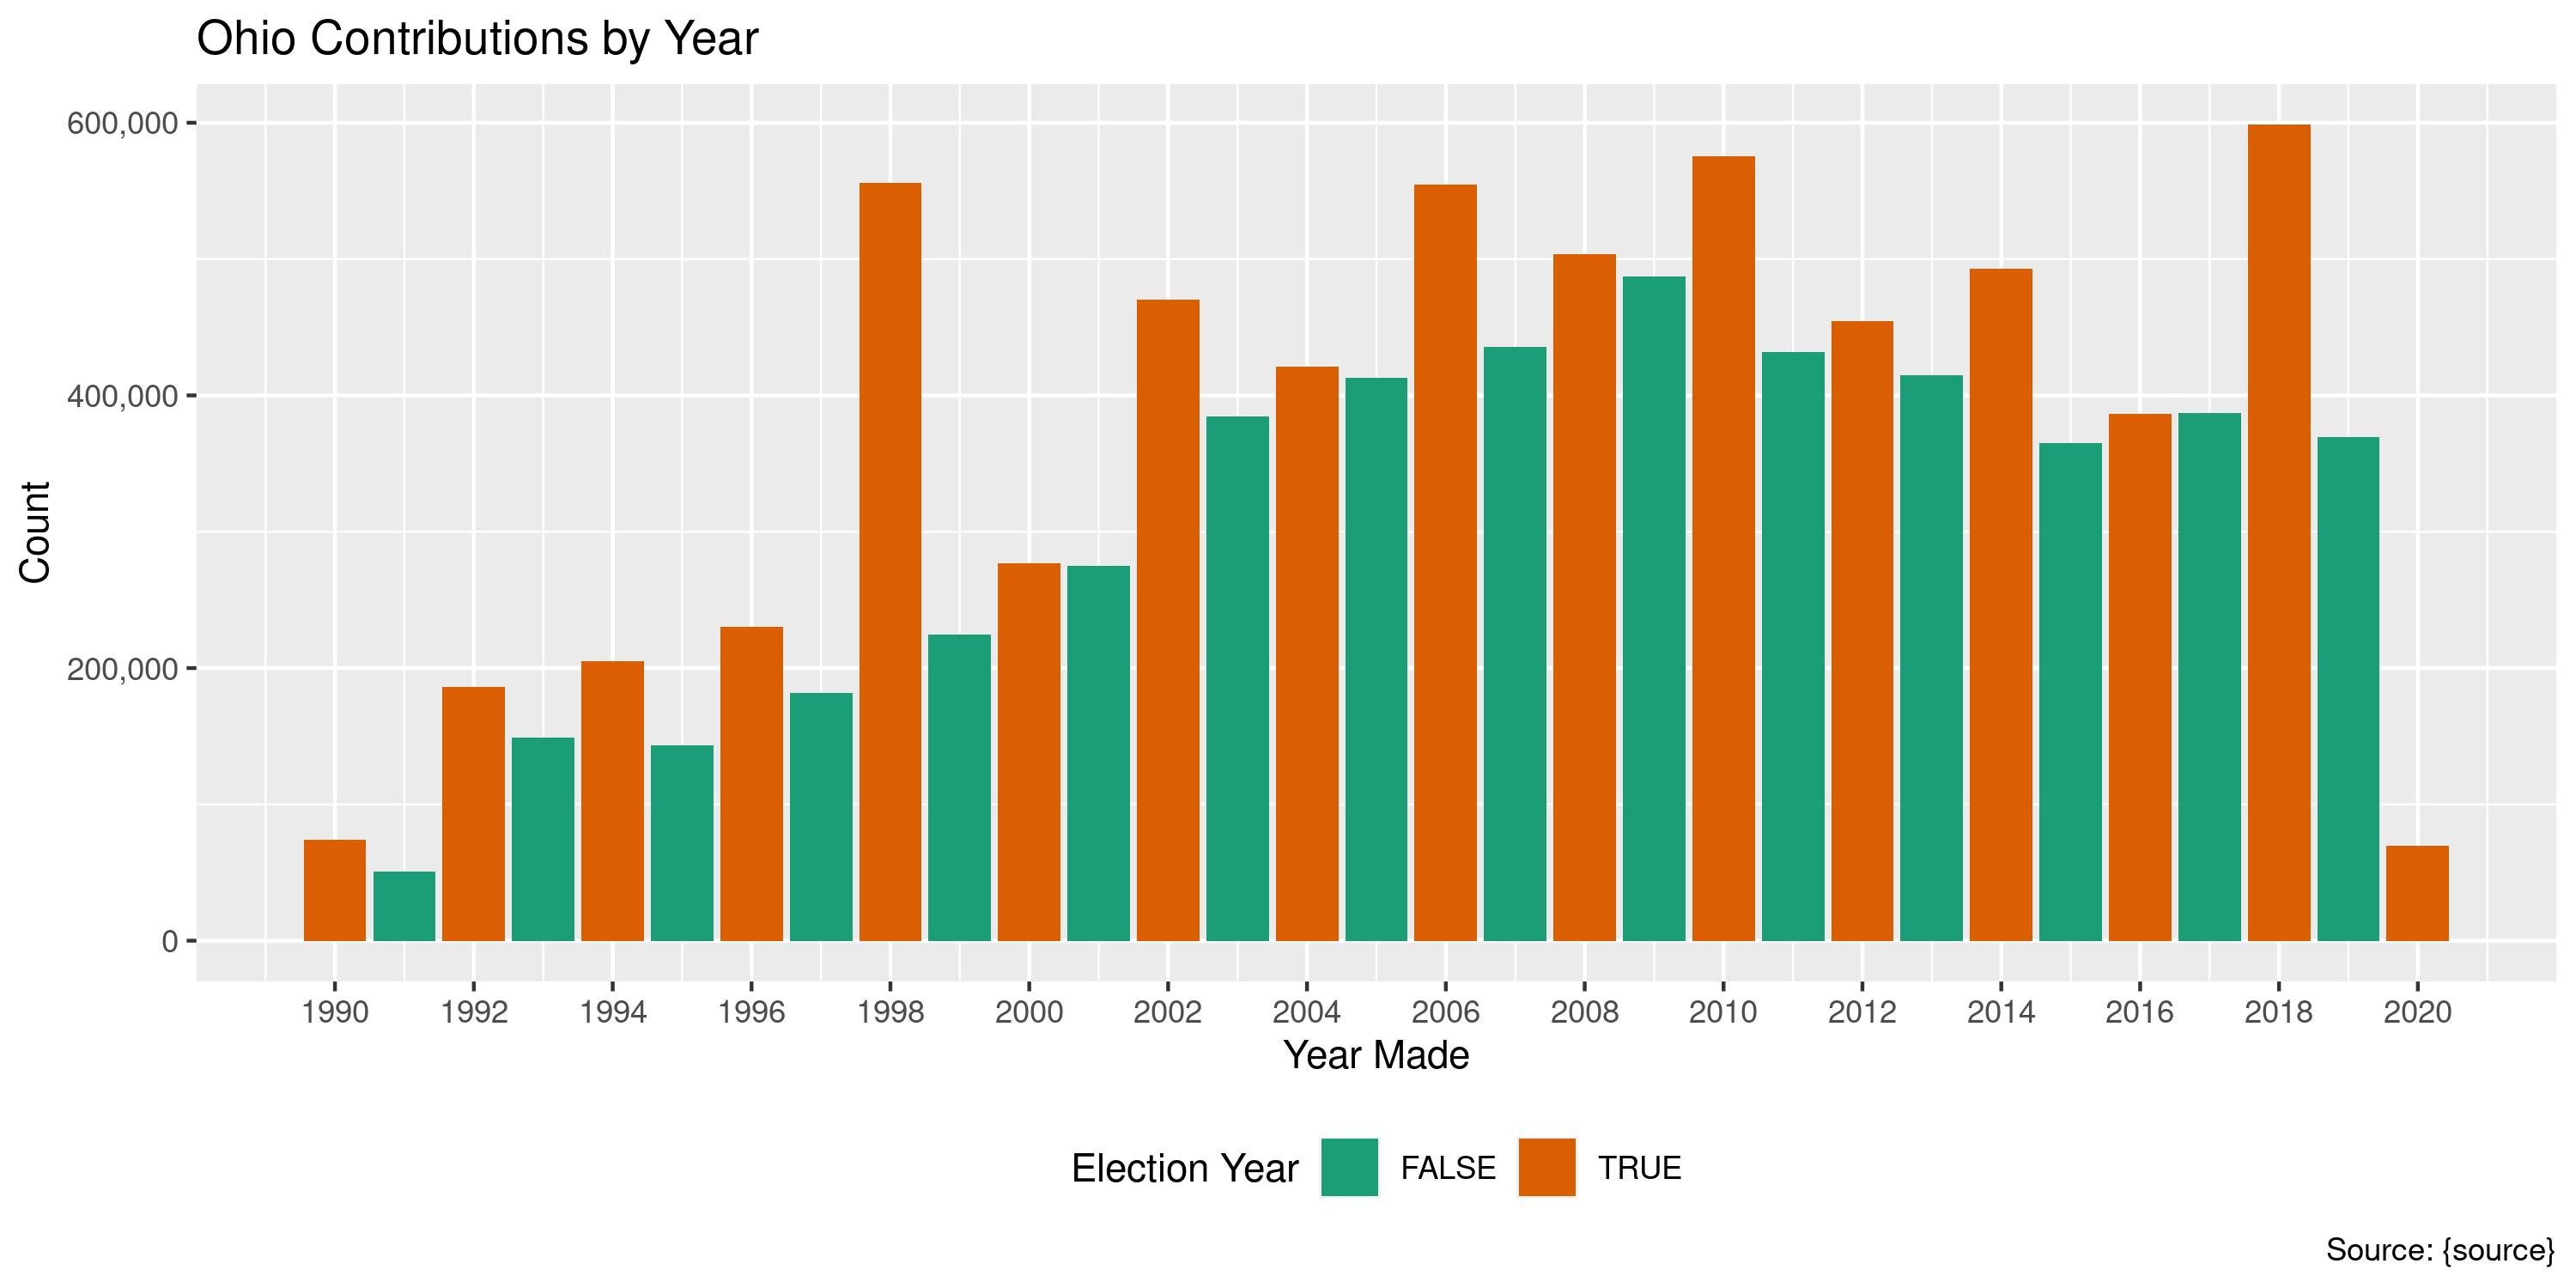 Ohio Contributions by Year
600,000
400,000
200,000
0
Count
1990 1992 1994 1996 1998 2000 2002 2004 2006 2008 2010 2012 2014 2016 2018 2020
Year Made
Election Year FALSE TRUE
Source: {source}